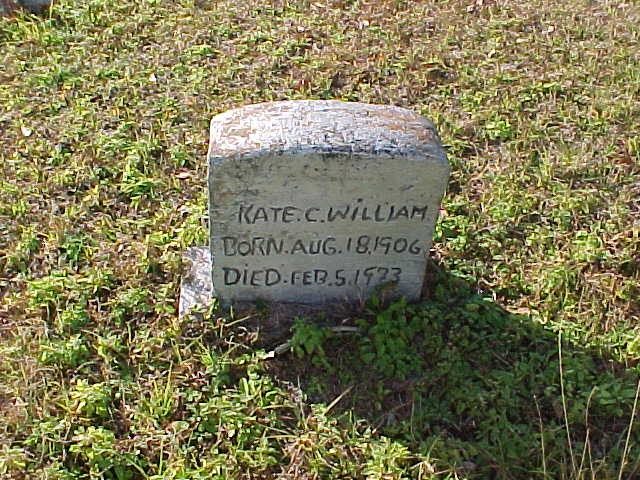 KATE.C.WILLIAM
BORN.AUG.18.1906
DIED.FEB.5.1933